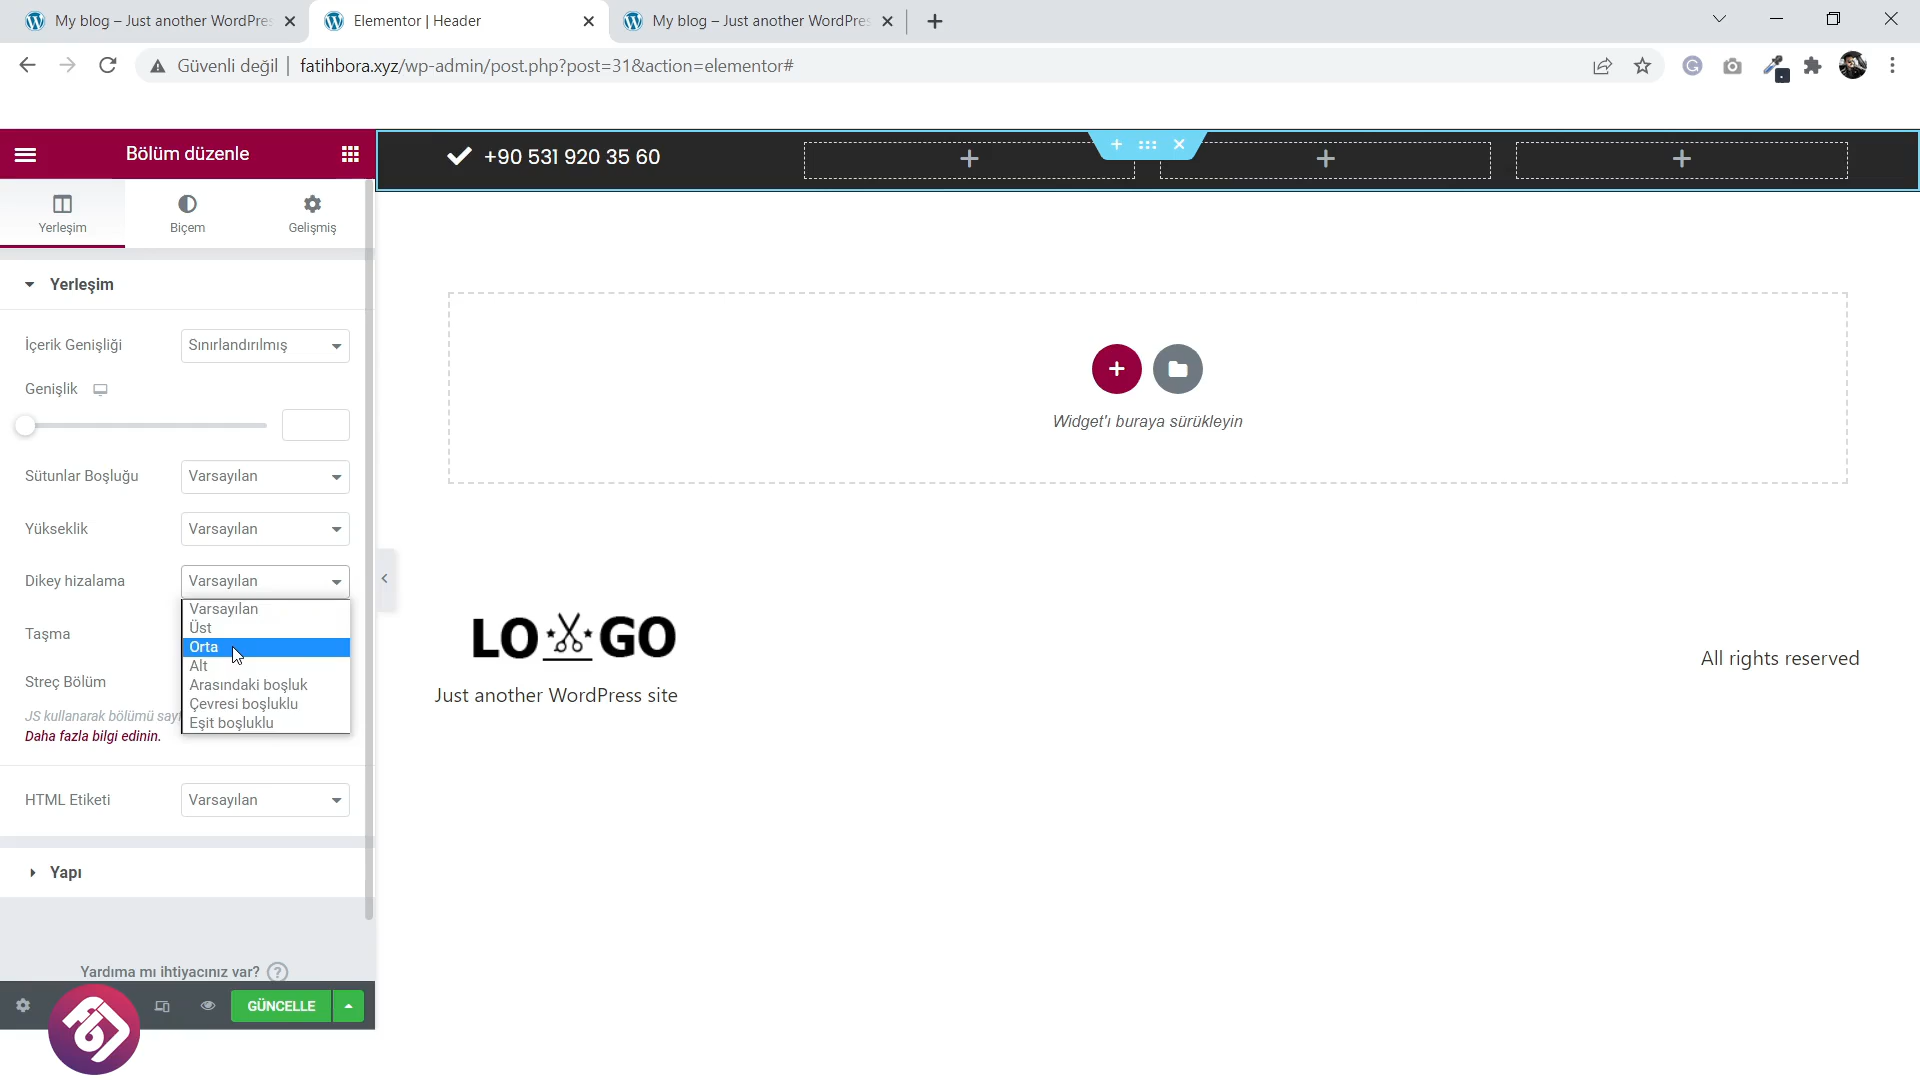 My blog – Just another WordPres
Elementor | Header
My blog – Just another WordPres
Güvenli değil
fatihbora.xyz/wp-admin/post.php?post=31&action=elementor#
Bölüm düzenle
+90 531 920 35 60
Yerleşim
Biçem
Gelişmiş
Yerleşim
İçerik Genişliği
Sınırlandırılmış
Genişlik
Widget'ı buraya sürükleyin
Sütunlar Boşluğu
Varsayılan
Yükseklik
Varsayılan
Dikey hizalama
Varsayılan
Varsayılan
Üst
Orta
Alt
Arasındaki boşluk
Çevresi boşluklu
Eşit boşluklu
Taşma
Streç Bölüm
JS kullanarak bölümü sayf
Daha fazla bilgi edinin.
LOGO
Just another WordPress site
All rights reserved
HTML Etiketi
Varsayılan
Yapı
Yardıma mı ihtiyacınız var? ?
GÜNCELLE